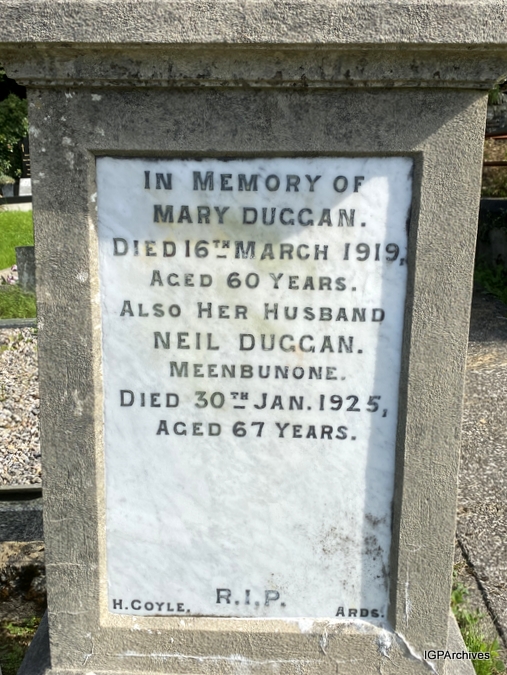 IN MEMORY OF
MARY DUGGAN.
DIED 16TH MARCH 1919,
AGED 60 YEARS.
ALSO HER HUSBAND
NEIL DUGGAN.
MEENBUNONE.
DIED 30TH JAN. 1925,
AGED 67 YEARS.
R.I.P.
H. COYLE. ARDS.
IGPArchives